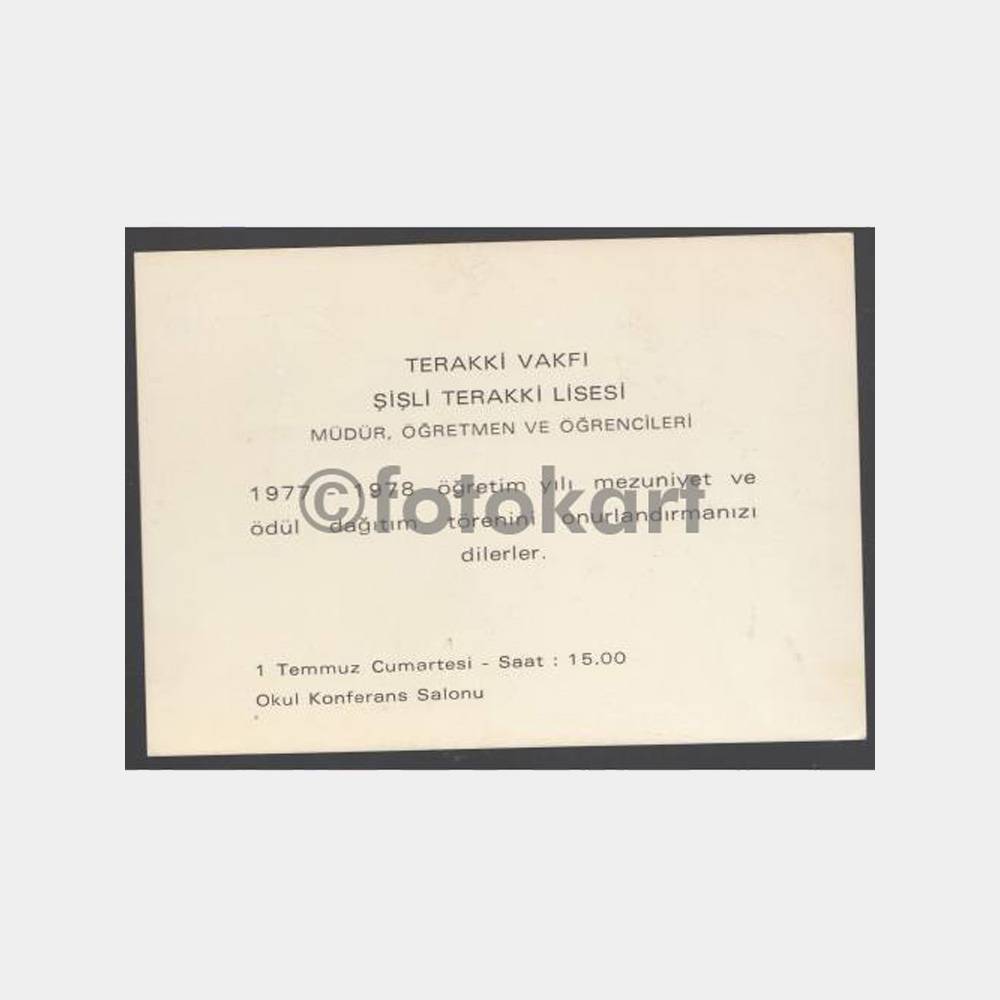 TERAKKİ VAKFI
ŞİŞLİ TERAKKİ LİSESİ
MÜDÜR, ÖĞRETMEN VE ÖĞRENCİLERİ
1977 - 1978 öğretim yılı mezuniyet ve
ödül dağıtım törenini onurlandırmanızı
dilerler.
©fotokart
1 Temmuz Cumartesi - Saat : 15.00
Okul Konferans Salonu